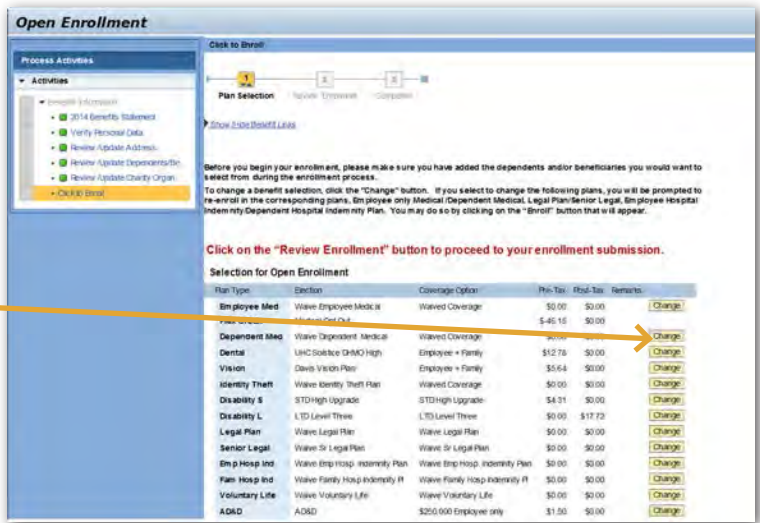 Open Enrollment
Click to Enroll
Process Activities
Activities
Benefit Information
2014 Benefits Statement
Verify Personal Data
Review /Update Address.
Review /Update Dependents/Be..
Review /Update Charity Organ..
Click to Enroll
1 2 3
Plan Selection Review Enrollment Completed
Show /Hide Benefit Links
Before you begin your enrollment, please make sure you have added the dependents and/or beneficiaries you would want to
select from during the enrollment process.
To change a benefit selection, click the "Change" button. If you select to change the following plans, you will be prompted to
re-enroll in the corresponding plans, Employee only Medical /Dependent Medical, Legal Plan/Senior Legal, Employee Hospital
Indemnity/Dependent Hospital Indemnity Plan. You may do so by clicking on the "Enroll" button that will appear.
Click on the "Review Enrollment" button to proceed to your enrollment submission.
Selection for Open Enrollment
Plan Type Election Coverage Option Pre-Tax Post-Tax Remarks
Employee Med Waive Employee Medical Waived Coverage $0.00 $0.00 Change
$0.00
Dependent Med Waive Dependent Medical Waived Coverage $0.00 Change
Dental UHC Solstice DHMO High Employee + Family $12.78 $0.00 Change
Vision Davis Vision Plan Employee + Family $5.64 $0.00 Change
Identity Theft Waive Identity Theft Plan Waived Coverage $0.00 $0.00 Change
Disability S STD High Upgrade STD High Upgrade $4.31 $0.00 Change
Disability L LTD Level Three LTD Level Three $0.00 $17.72 Change
Legal Plan Waive Legal Plan Waive Legal Plan $0.00 $0.00 Change
Senior Legal Waive Sr Legal Plan Waive Sr Legal Plan $0.00 $0.00 Change
Emp Hosp Ind Waive Emp Hosp. Indemnity Plan Waive Emp Hosp. Indemnity Plan $0.00 $0.00 Change
Fam Hosp Ind Waive Family Hosp Indemnity Pl Waive Family Hosp Indemnity Pl $0.00 $0.00 Change
Voluntary Life Waive Voluntary Life Waive Voluntary Life $0.00 $0.00 Change
AD&D AD&D $250,000 Employee only $1.50 $0.00 Change